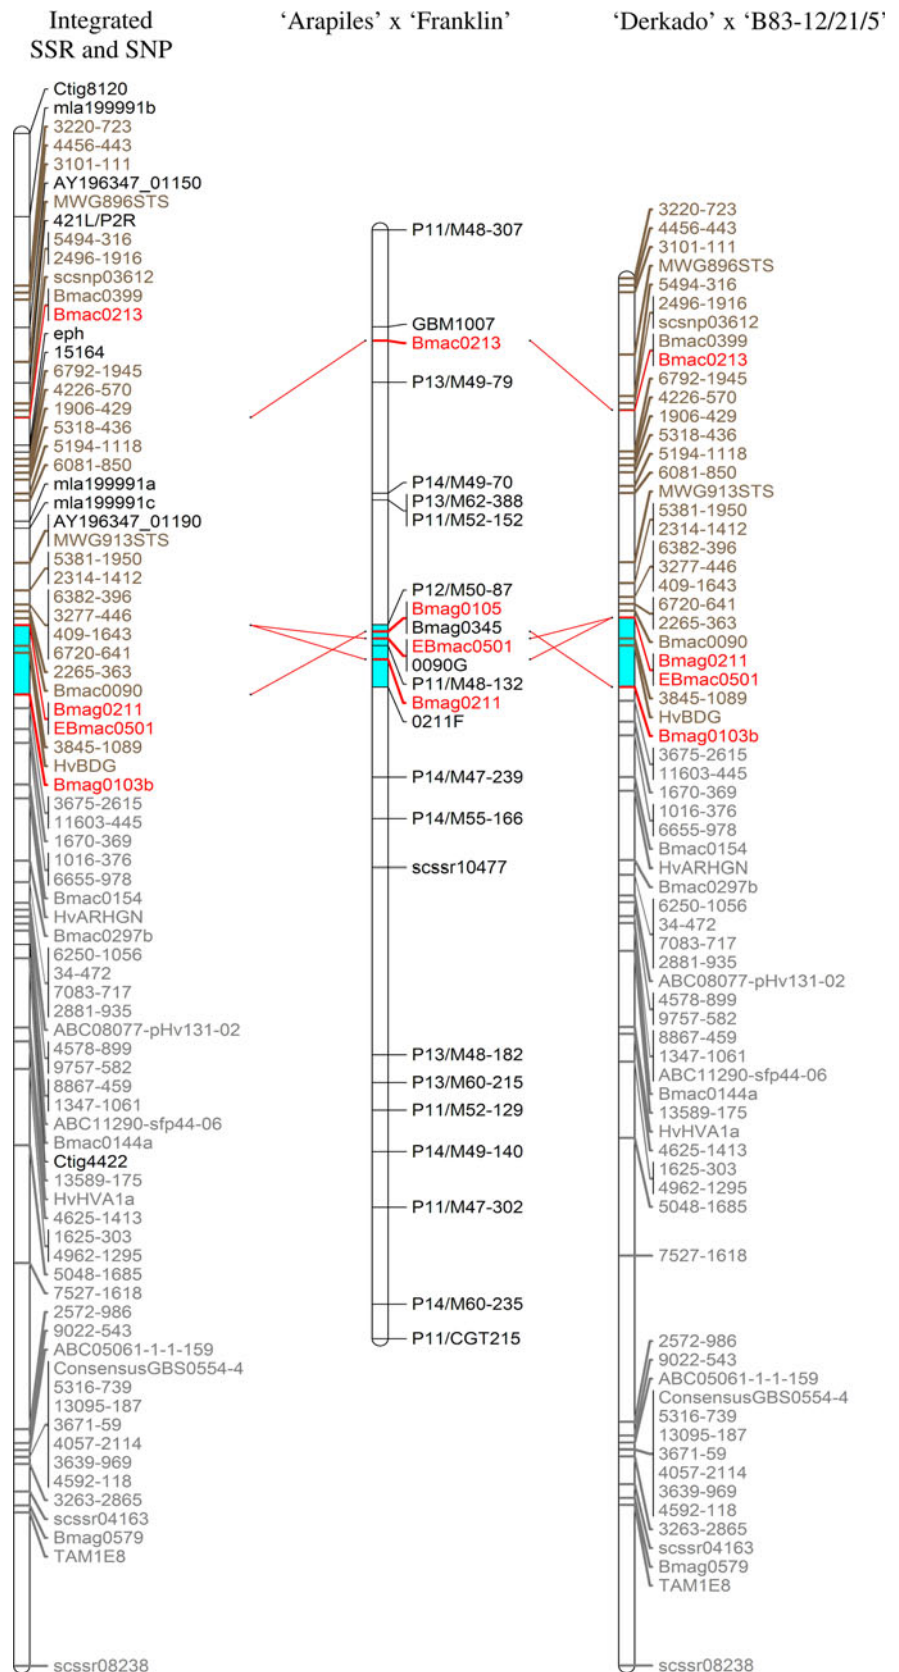 Integrated
SSR and SNP
Ctig8120
mla199991b
3220-723
4456-443
3101-111
AY196347_01150
MWG896STS
421L/P2R
5494-316
2496-1916
scsnp03612
Bmac0399
Bmac0213
eph
15164
6792-1945
4226-570
1906-429
5318-436
5194-1118
6081-850
mla199991a
mla199991c
AY196347_01190
MWG913STS
5381-1950
2314-1412
6382-396
3277-446
409-1643
6720-641
2265-363
Bmac0090
Bmag0211
EBmac0501
3845-1089
HvBDG
Bmag0103b
3675-2615
11603-445
1670-369
1016-376
6655-978
Bmac0154
HvARHGN
Bmac0297b
6250-1056
34-472
7083-717
2881-935
ABC08077-pHv131-02
4578-899
9757-582
8867-459
1347-1061
ABC11290-sfp44-06
Bmac0144a
Ctig4422
13589-175
HvHVA1a
4625-1413
1625-303
4962-1295
5048-1685
7527-1618
2572-986
9022-543
ABC05061-1-1-159
ConsensusGBS0554-4
5316-739
13095-187
3671-59
4057-2114
3639-969
4592-118
3263-2865
scssr04163
Bmag0579
TAM1E8
scssr08238
‘Arapiles’ x ‘Franklin’
P11/M48-307
GBM1007
Bmac0213
P13/M49-79
P14/M49-70
P13/M62-388
P11/M52-152
P12/M50-87
Bmag0105
Bmag0345
EBmac0501
0090G
P11/M48-132
Bmag0211
0211F
P14/M47-239
P14/M55-166
scssr10477
P13/M48-182
P13/M60-215
P11/M52-129
P14/M49-140
P11/M47-302
P14/M60-235
P11/CGT215
‘Derkado’ x ‘B83-12/21/5’
3220-723
4456-443
3101-111
MWG896STS
5494-316
2496-1916
scsnp03612
Bmac0399
Bmac0213
6792-1945
4226-570
1906-429
5318-436
5194-1118
6081-850
MWG913STS
5381-1950
2314-1412
6382-396
3277-446
409-1643
6720-641
2265-363
Bmac0090
Bmag0211
EBmac0501
3845-1089
HvBDG
Bmag0103b
3675-2615
11603-445
1670-369
1016-376
6655-978
Bmac0154
HvARHGN
Bmac0297b
6250-1056
34-472
7083-717
2881-935
ABC08077-pHv131-02
4578-899
9757-582
8867-459
1347-1061
ABC11290-sfp44-06
Bmac0144a
13589-175
HvHVA1a
4625-1413
1625-303
4962-1295
5048-1685
7527-1618
2572-986
9022-543
ABC05061-1-1-159
ConsensusGBS0554-4
5316-739
13095-187
3671-59
4057-2114
3639-969
4592-118
3263-2865
scssr04163
Bmag0579
TAM1E8
scssr08238